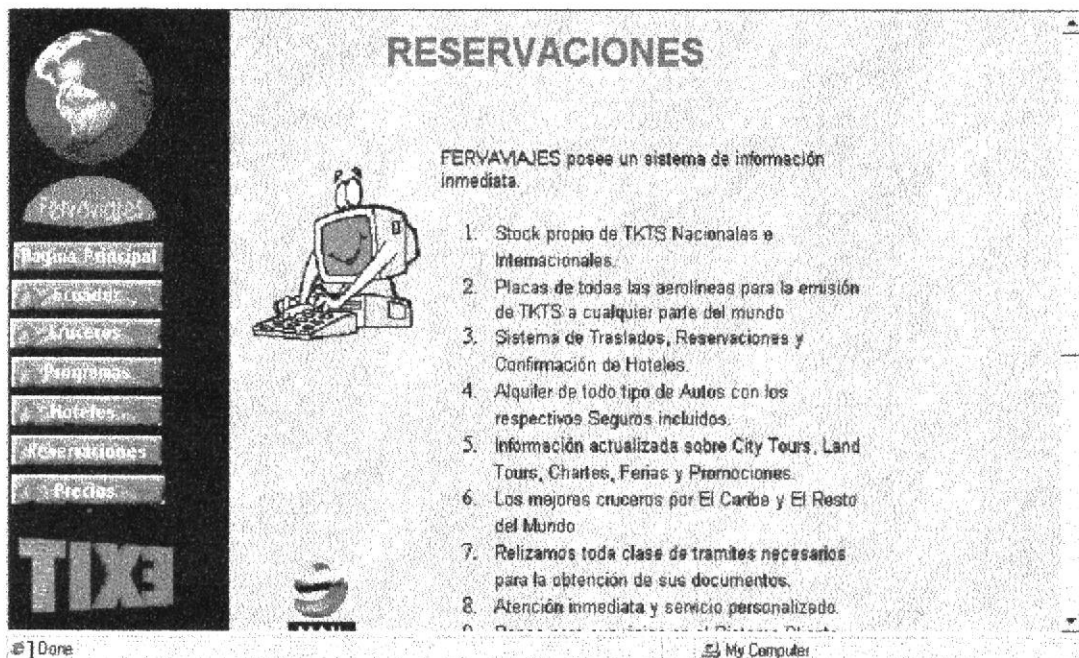 RESERVACIONES
FERVAVIAJES posee un sistema de información
inmediata.
1. Stock propio de TKTS Nacionales e
Internacionales.
2. Placas de todas las aerolíneas para la emisión
de TKTS a cualquier parte del mundo
3. Sistema de Traslados, Reservaciones y
Confirmación de Hoteles.
4. Alquiler de todo tipo de Autos con los
respectivos Seguros incluidos.
5. Información actualizada sobre City Tours, Land
Tours, Charles, Ferias y Promociones.
6. Los mejores cruceros por El Caribe y El Resto
del Mundo
7. Relizamos toda clase de tramites necesarios
para la obtención de sus documentos.
8. Atención inmediata y servicio personalizado.
Fervaviajes
Pagina Principal
Ecuador
Cruceros
Programas
Hoteles
Reservaciones
Precios
EXIT
Done
My Computer